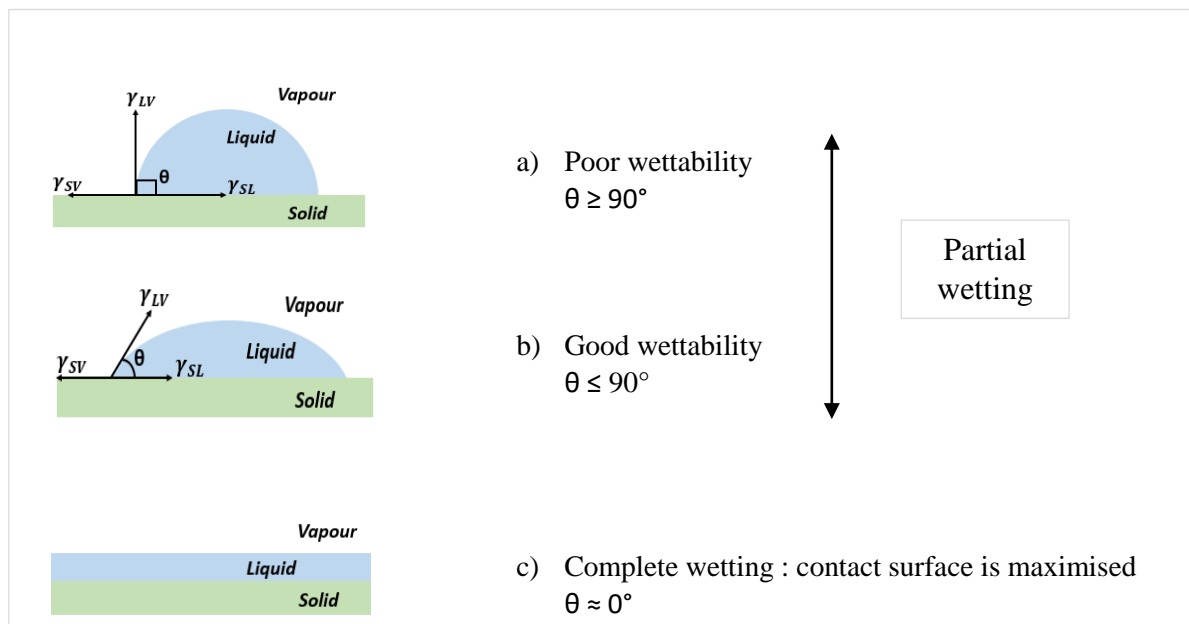 γLV
Vapour
Liquid
θ
γSV
γSL
Solid
a) Poor wettability
θ ≥ 90°
γLV
Vapour
θ
Liquid
γSV
γSL
Solid
b) Good wettability
θ ≤ 90°
Partial
wetting
Vapour
Liquid
Solid
c) Complete wetting : contact surface is maximised
θ ≈ 0°